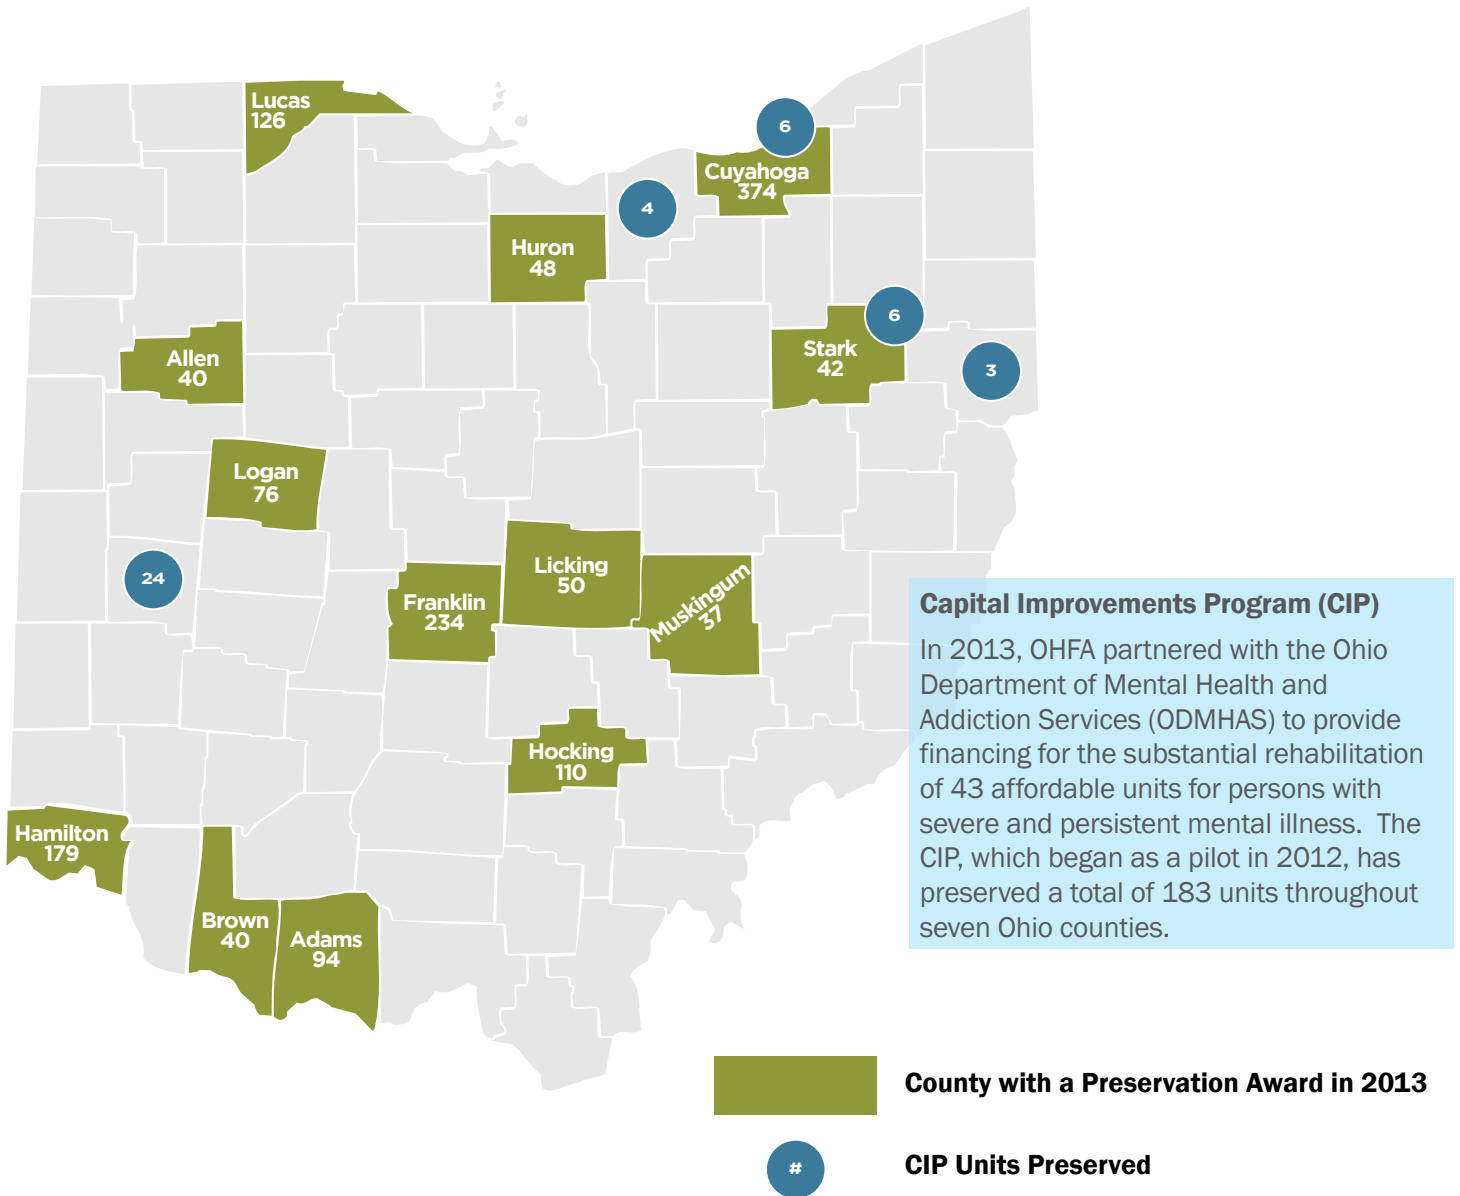 Lucas
126
6
Cuyahoga
374
4
Huron
48
6
Stark
42
3
Allen
40
Logan
76
24
Licking
50
Franklin
234
Muskingum
37
Hocking
110
Hamilton
179
Brown
40
Adams
94
Capital Improvements Program (CIP)
In 2013, OHFA partnered with the Ohio
Department of Mental Health and
Addiction Services (ODMHAS) to provide
financing for the substantial rehabilitation
of 43 affordable units for persons with
severe and persistent mental illness.  The
CIP, which began as a pilot in 2012, has
preserved a total of 183 units throughout
seven Ohio counties.
County with a Preservation Award in 2013
#
CIP Units Preserved